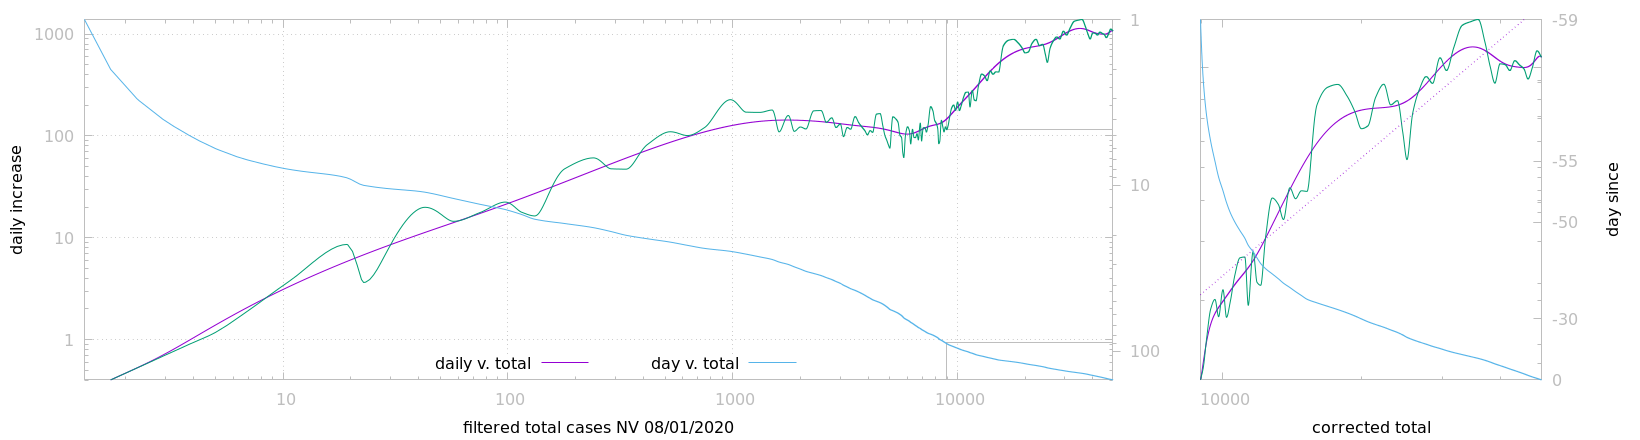 1000
100
10
1
daily increase
daily v. total
day v. total
10
100
1000
10000
filtered total cases NV 08/01/2020
1
10
100
10000
corrected total
-59
-55
-50
-30
0
day since